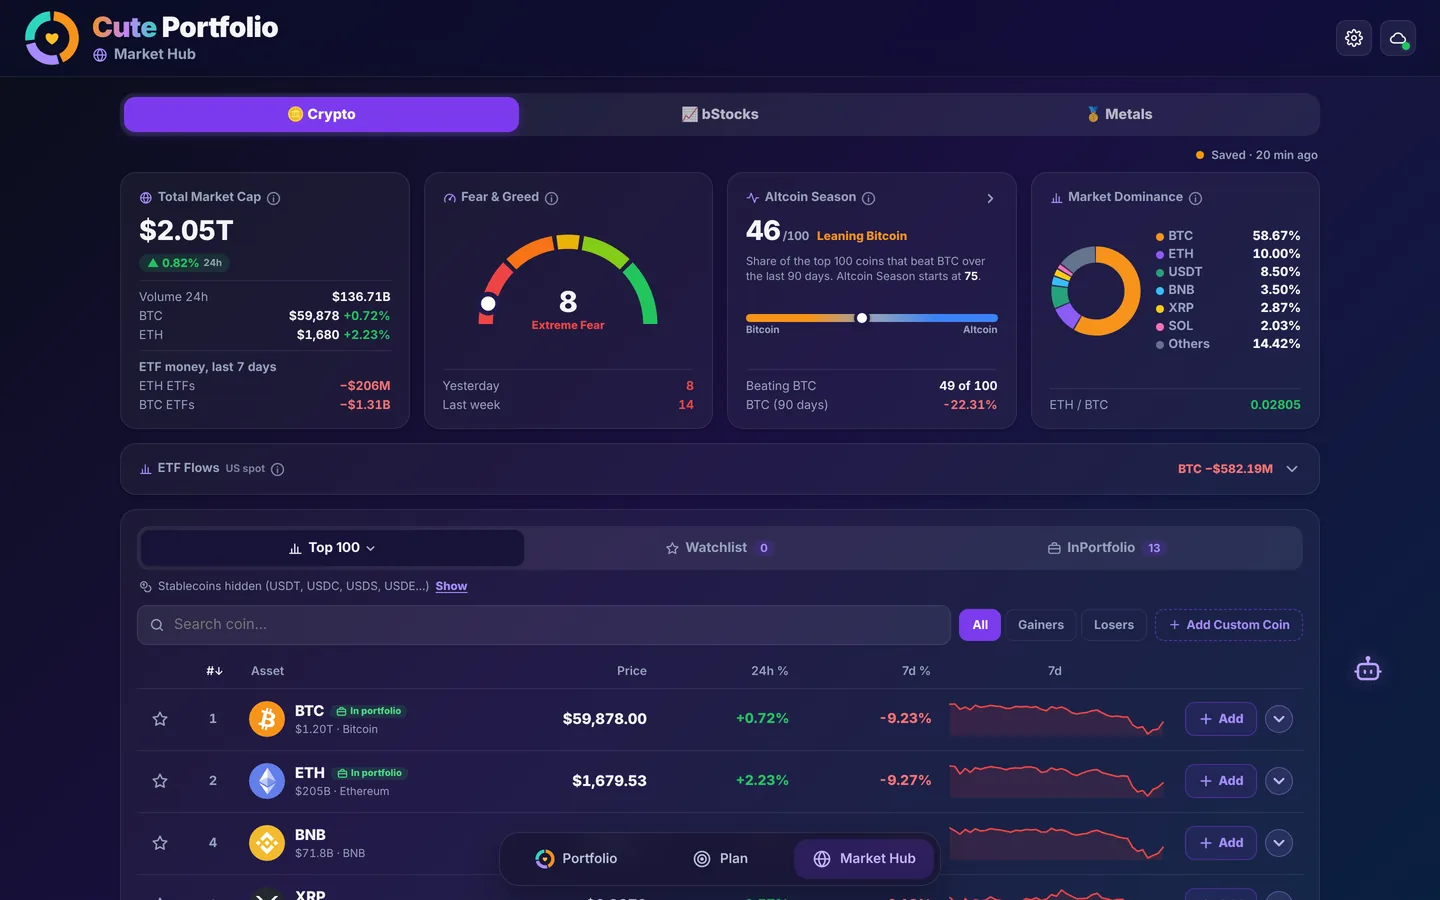 Cute Portfolio
Market Hub
Crypto
bStocks
Metals
Saved · 20 min ago
Total Market Cap
$2.05T
▲ 0.82% 24h
Volume 24h $136.71B
BTC $59,878 +0.72%
ETH $1,680 +2.23%
ETF money, last 7 days
ETH ETFs −$206M
BTC ETFs −$1.31B
Fear & Greed
8
Extreme Fear
Yesterday 8
Last week 14
Altcoin Season
46 /100 Leaning Bitcoin
Share of the top 100 coins that beat BTC over
the last 90 days. Altcoin Season starts at 75.
Bitcoin Altcoin
Beating BTC 49 of 100
BTC (90 days) -22.31%
Market Dominance
BTC 58.67%
ETH 10.00%
USDT 8.50%
BNB 3.50%
XRP 2.87%
SOL 2.03%
Others 14.42%
ETH / BTC 0.02805
ETF Flows US spot BTC −$582.19M
Top 100
Watchlist 0
InPortfolio 13
Stablecoins hidden (USDT, USDC, USDS, USDE...) Show
Search coin...
All
Gainers
Losers
+ Add Custom Coin
#↓ Asset Price 24h % 7d % 7d
1 BTC In portfolio $59,878.00 +0.72% -9.23% + Add
$1.20T · Bitcoin
2 ETH In portfolio $1,679.53 +2.23% -9.27% + Add
$205B · Ethereum
4 BNB + Add
$71.8B · BNB
XRP
Portfolio
Plan
Market Hub